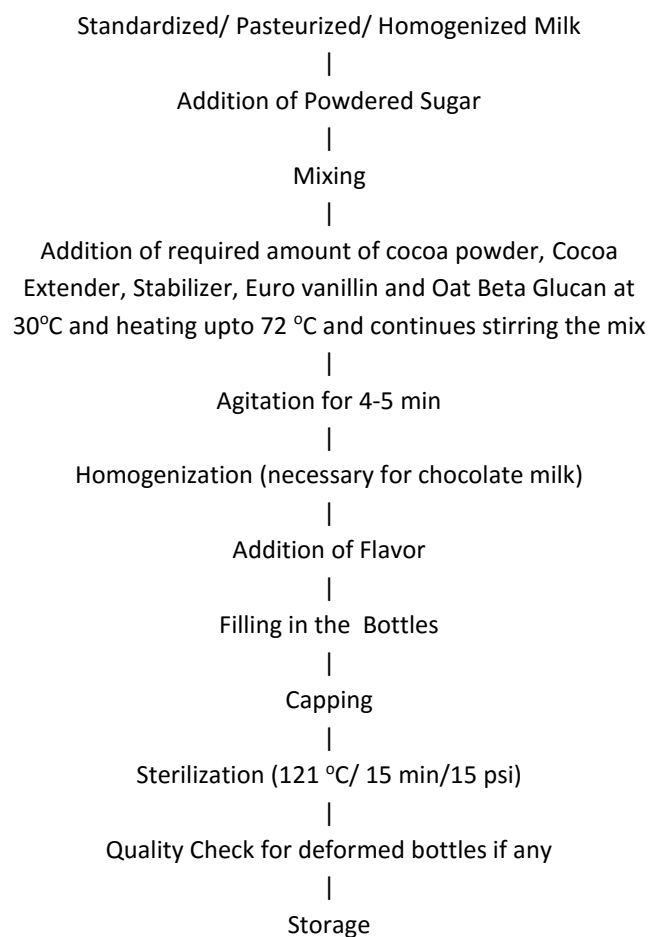 Standardized/ Pasteurized/ Homogenized Milk
|
Addition of Powdered Sugar
|
Mixing
|
Addition of required amount of cocoa powder, Cocoa
Extender, Stabilizer, Euro vanillin and Oat Beta Glucan at
30°C and heating upto 72 °C and continues stirring the mix
|
Agitation for 4-5 min
|
Homogenization (necessary for chocolate milk)
|
Addition of Flavor
|
Filling in the  Bottles
|
Capping
|
Sterilization (121 °C/ 15 min/15 psi)
|
Quality Check for deformed bottles if any
|
Storage